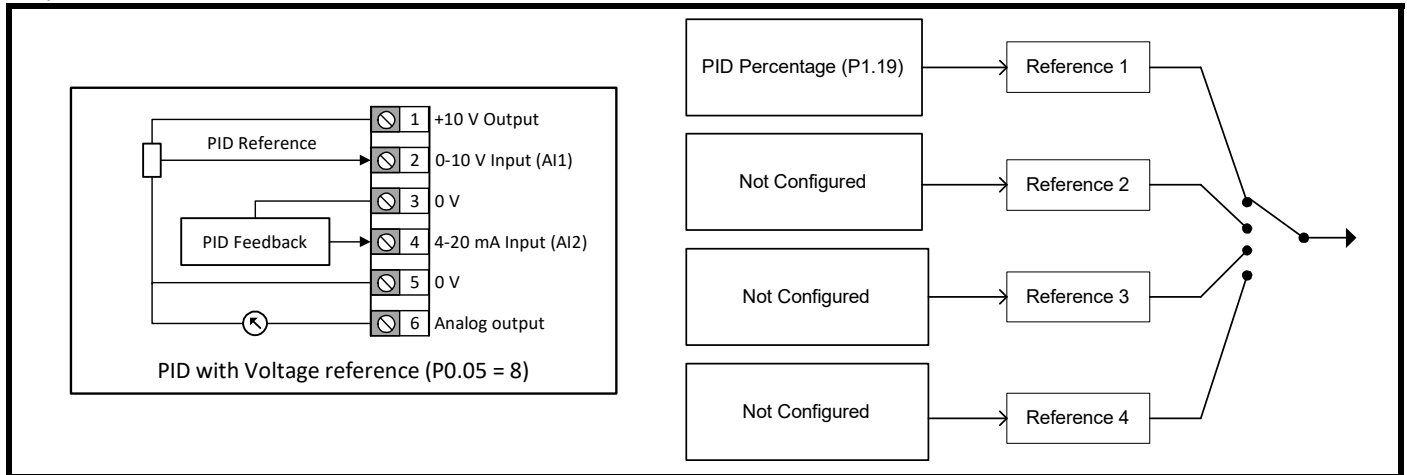 PID Reference
PID Feedback
1 +10 V Output
2 0-10 V Input (AI1)
3 0 V
4 4-20 mA Input (AI2)
5 0 V
6 Analog output
PID with Voltage reference (P0.05 = 8)
PID Percentage (P1.19)
Reference 1
Not Configured
Reference 2
Not Configured
Reference 3
Not Configured
Reference 4